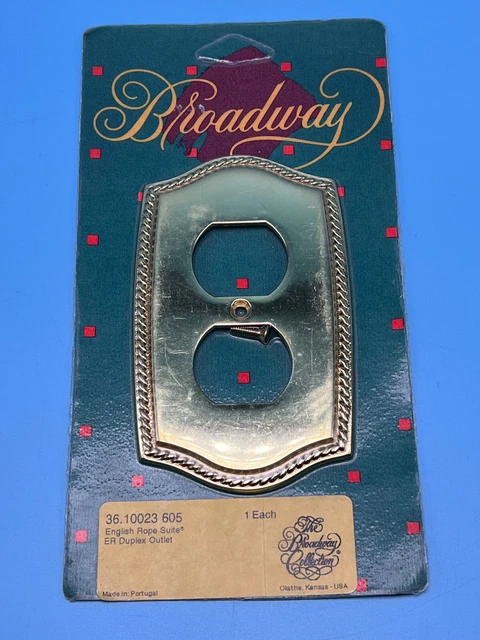 Broadway
36.10023 605
1 Each
English Rope Suite®
ER Duplex Outlet
The
Broadway
Collection®
Made in: Portugal
Olathe, Kansas - USA